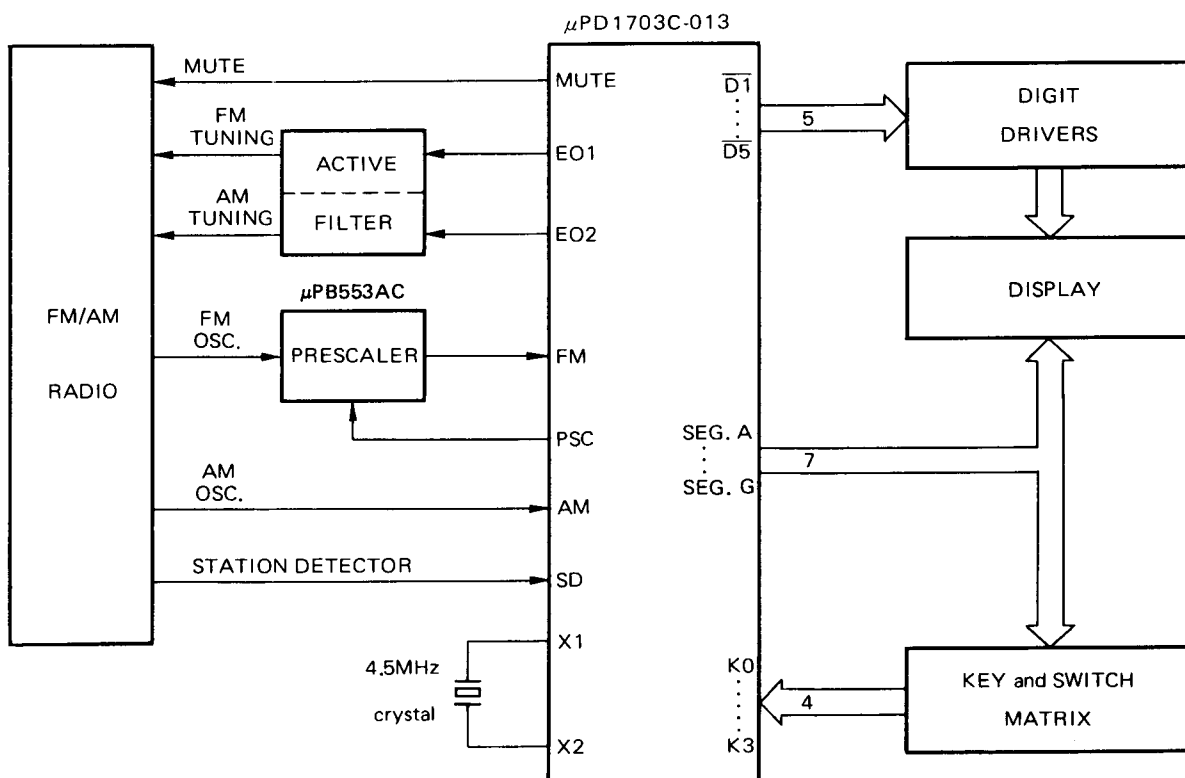 μPD1703C-013
MUTE
FM
TUNING
AM
TUNING
ACTIVE
FILTER
μPB553AC
FM
OSC.
PRESCALER
FM/AM
RADIO
AM
OSC.
STATION DETECTOR
4.5MHz
crystal
MUTE
EO1
EO2
FM
PSC
AM
SD
X1
X2
D1
D5
5
SEG. A
7
SEG. G
K0
4
K3
DIGIT
DRIVERS
DISPLAY
KEY and SWITCH
MATRIX